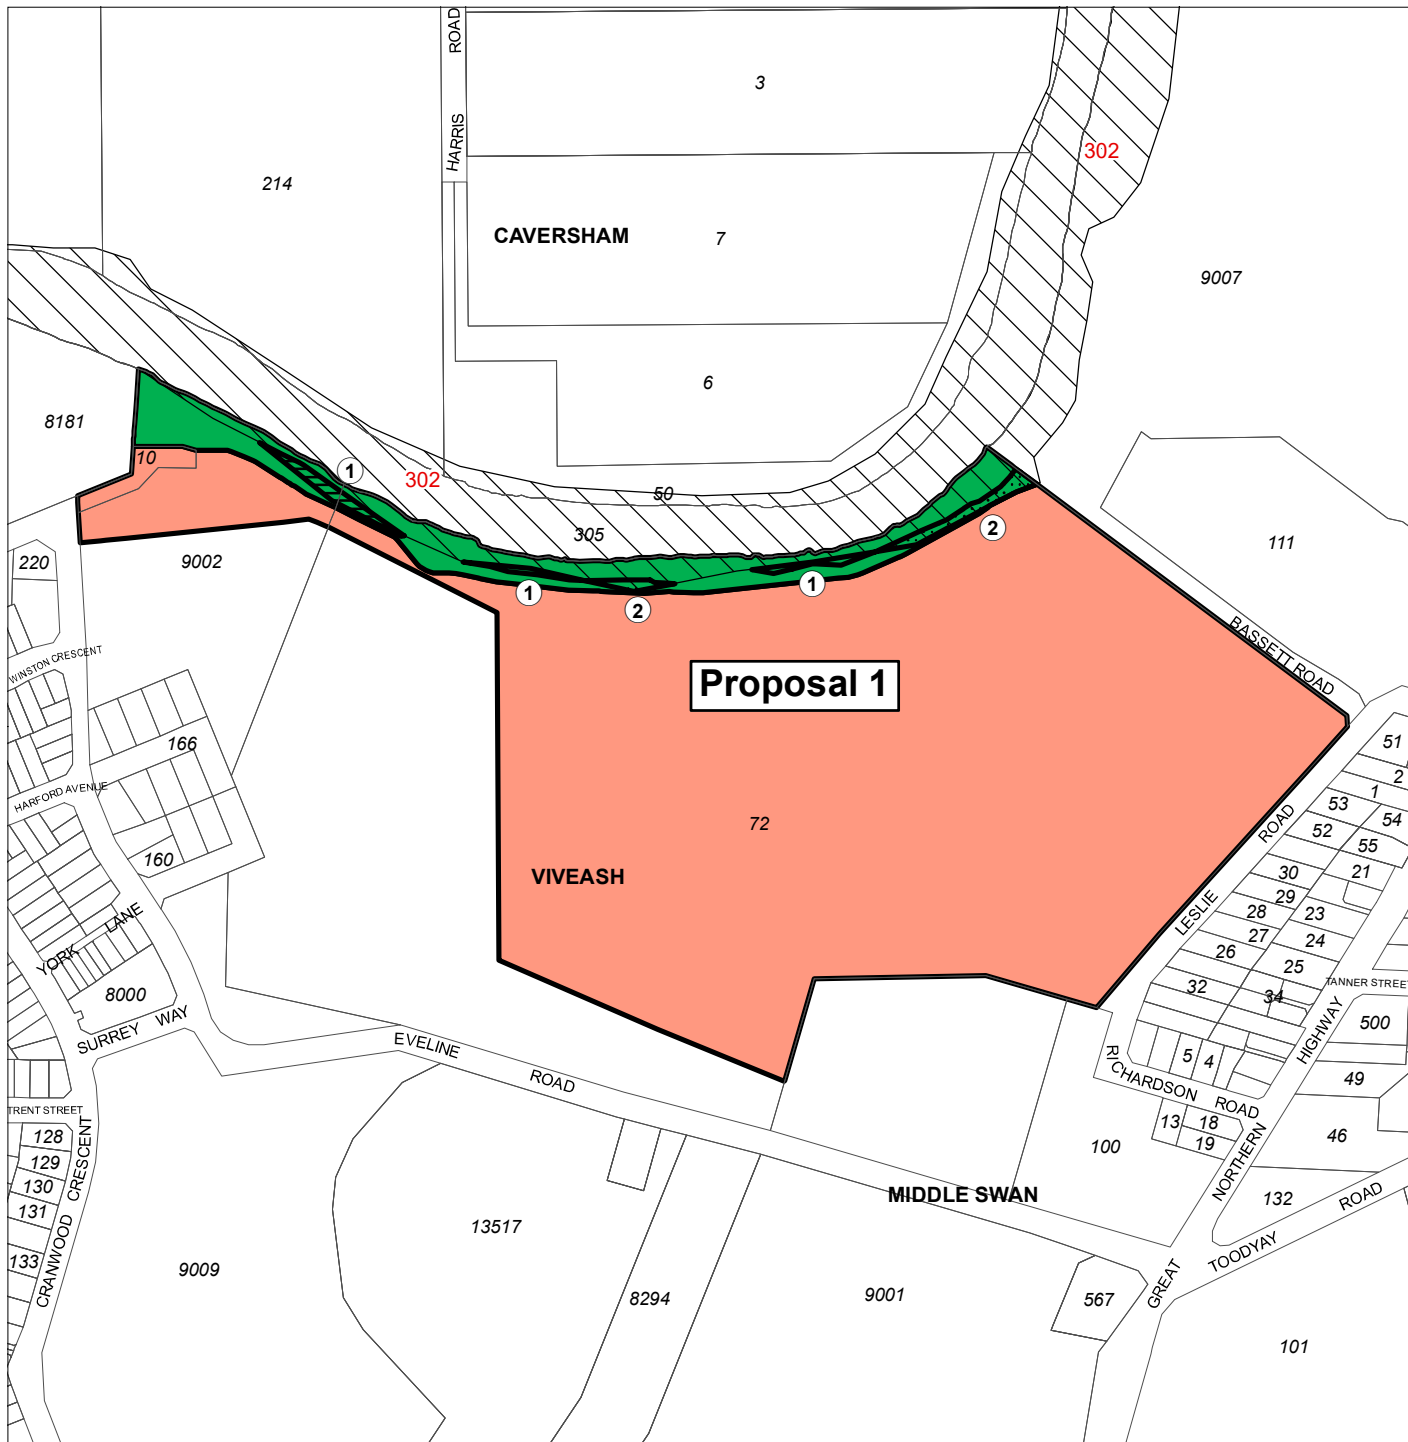 ROAD
HARRIS
3
302
214
CAVERSHAM
7
9007
6
8181
10
1
302
50
305
2
111
220
9002
1
2
1
WINSTON CRESCENT
BASSETT ROAD
Proposal 1
166
51
2
1
HARFORD AVENUE
53
54
72
ROAD
52
55
160
VIVEASH
30
21
29
LESLIE
28
23
YORK LANE
27
24
26
25
32
34
TANNER STREET
8000
SURREY WAY
500
EVELINE
ROAD
HIGHWAY
5
4
RICHARDSON ROAD
49
TRENT STREET
13
18
19
46
128
129
130
131
133
CRANWOOD CRESCENT
100
NORTHERN
MIDDLE SWAN
132
ROAD
13517
TOODYAY
9009
8294
9001
567
GREAT
101